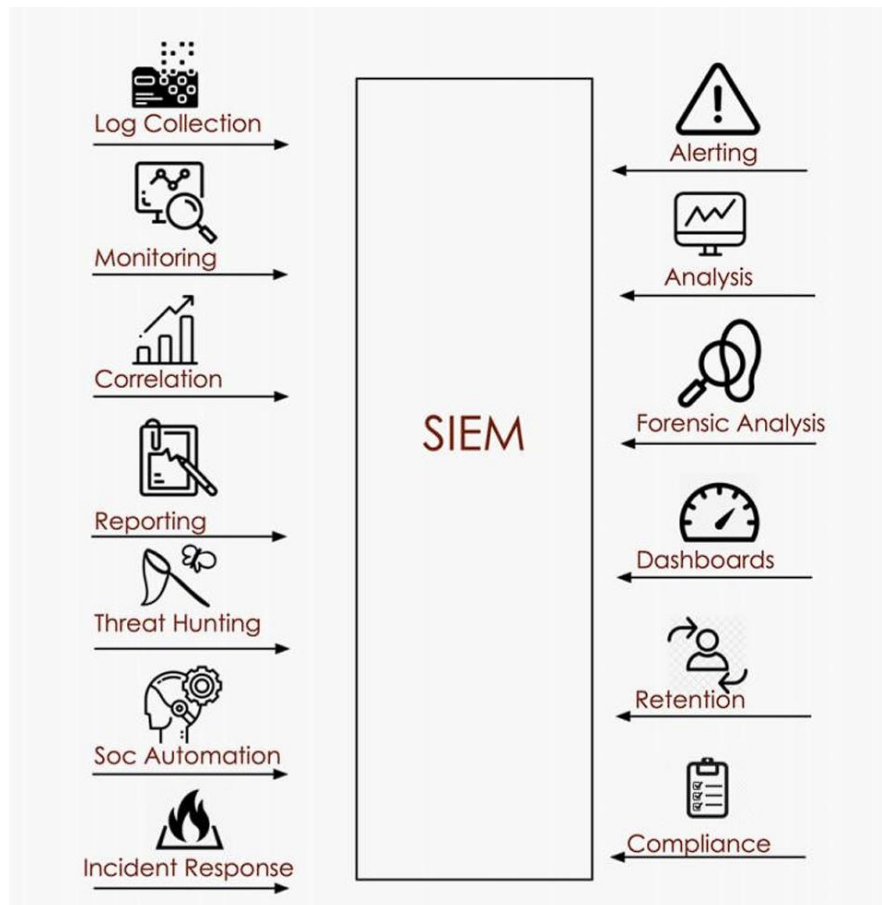 Log Collection
Monitoring
Correlation
Reporting
Threat Hunting
Soc Automation
Incident Response
SIEM
Alerting
Analysis
Forensic Analysis
Dashboards
Retention
Compliance